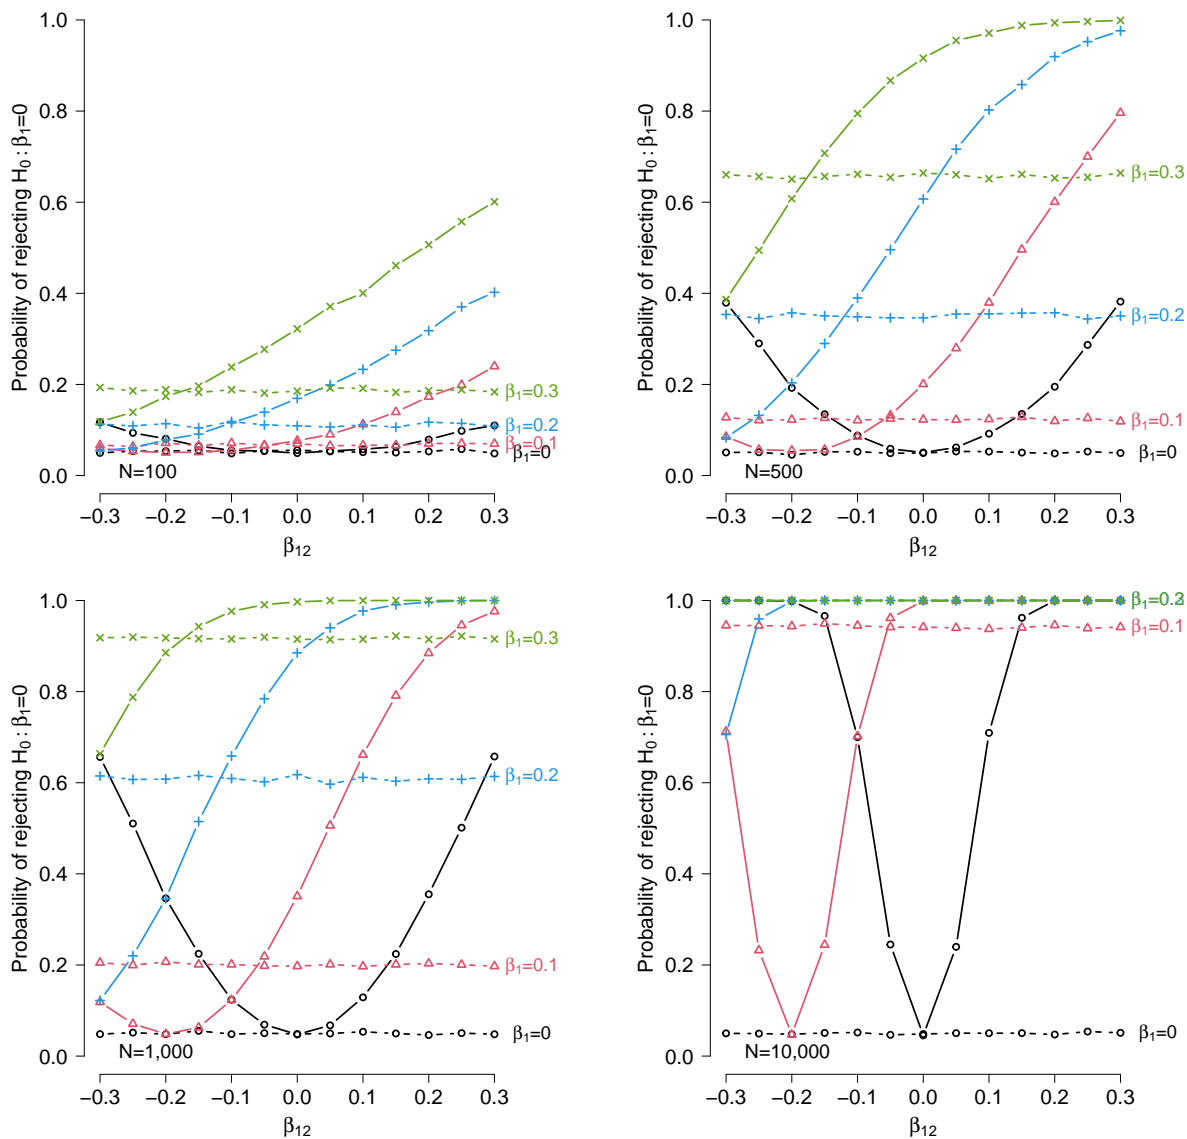 Probability of rejecting H₀ : β₁=0
1.0
0.8
0.6
0.4
0.2
0.0
β₁=0.3
β₁=0.2
β₁=0.1
β₁=0
N=100
−0.3 −0.2 −0.1 0.0 0.1 0.2 0.3
β₁₂
Probability of rejecting H₀ : β₁=0
1.0
0.8
0.6
0.4
0.2
0.0
β₁=0.3
β₁=0.2
β₁=0.1
β₁=0
N=500
−0.3 −0.2 −0.1 0.0 0.1 0.2 0.3
β₁₂
Probability of rejecting H₀ : β₁=0
1.0
0.8
0.6
0.4
0.2
0.0
β₁=0.3
β₁=0.2
β₁=0.1
β₁=0
N=1,000
−0.3 −0.2 −0.1 0.0 0.1 0.2 0.3
β₁₂
Probability of rejecting H₀ : β₁=0
1.0
0.8
0.6
0.4
0.2
0.0
β₁=0.3
β₁=0.1
β₁=0
N=10,000
−0.3 −0.2 −0.1 0.0 0.1 0.2 0.3
β₁₂